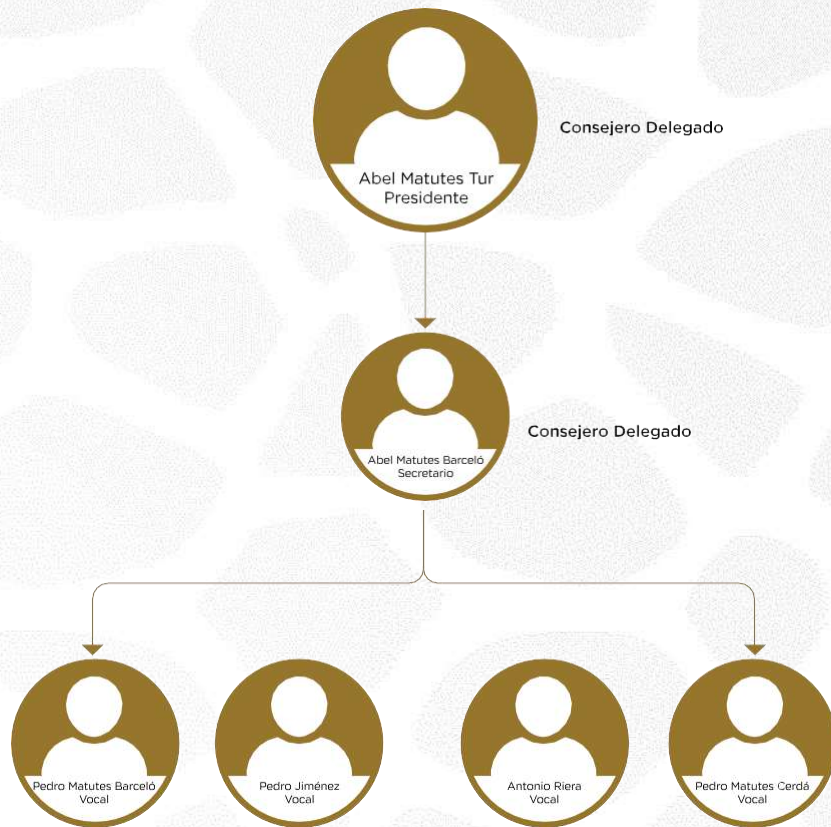 Consejero Delegado
Abel Matutes Tur
Presidente
Consejero Delegado
Abel Matutes Barceló
Secretario
Pedro Matutes Barceló
Vocal
Pedro Jiménez
Vocal
Antonio Riera
Vocal
Pedro Matutes Cerdá
Vocal